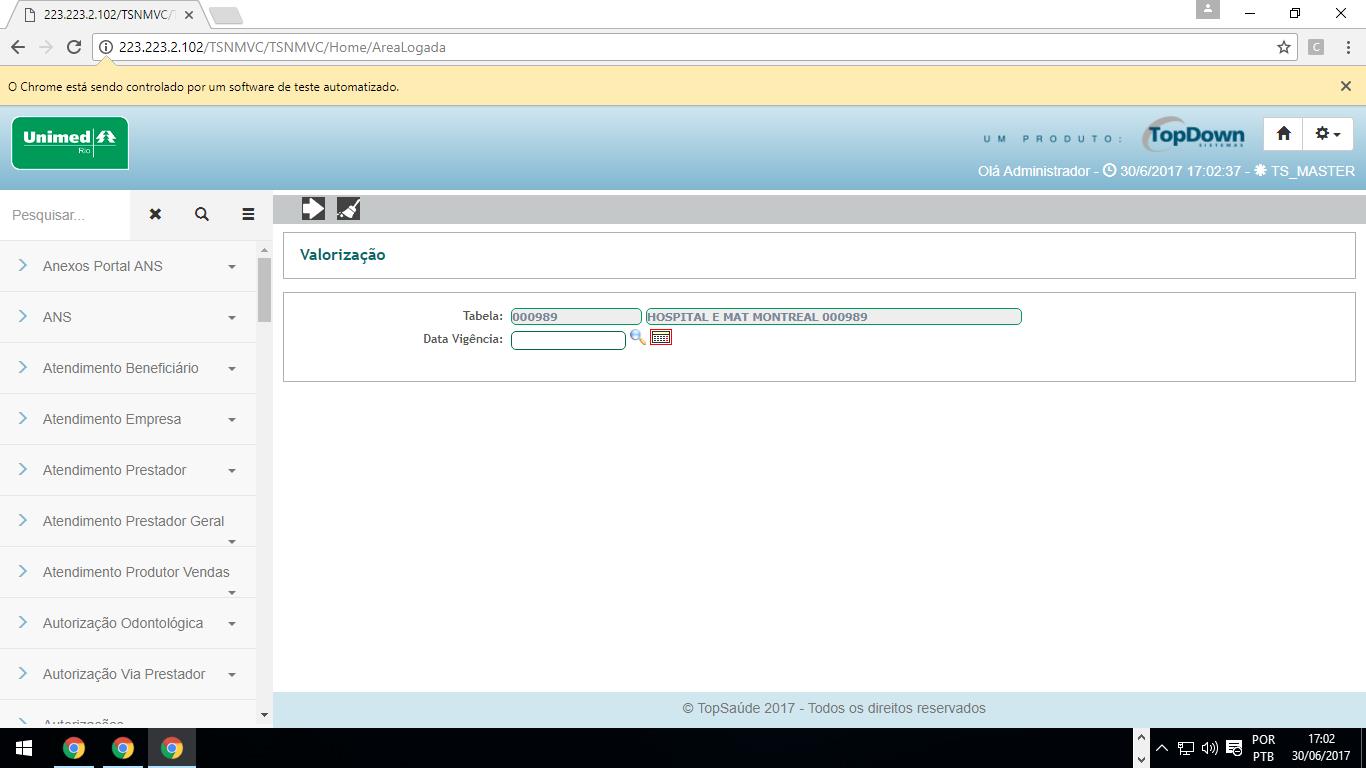 223.223.2.102/TSNMVC/
223.223.2.102/TSNMVC/TSNMVC/Home/AreaLogada
C
O Chrome está sendo controlado por um software de teste automatizado.
Unimed
Rio
UM PRODUTO:
TopDown
SISTEMAS
Olá Administrador - 30/6/2017 17:02:37 - TS_MASTER
Pesquisar...
Valorização
Tabela: 000989 HOSPITAL E MAT MONTREAL 000989
Data Vigência:
Anexos Portal ANS
ANS
Atendimento Beneficiário
Atendimento Empresa
Atendimento Prestador
Atendimento Prestador Geral
Atendimento Produtor Vendas
Autorização Odontológica
Autorização Via Prestador
Autorizações
© TopSaúde 2017 - Todos os direitos reservados
POR
PTB
17:02
30/06/2017